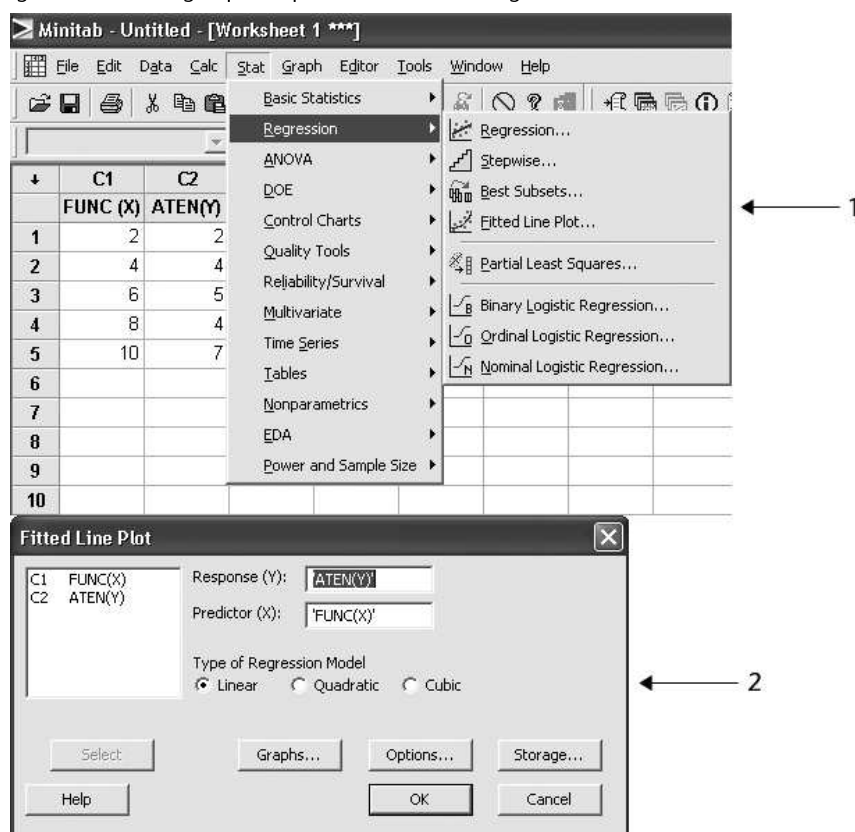 Minitab - Untitled - [Worksheet 1 ***]
File Edit Data Calc Stat Graph Editor Tools Window Help
Basic Statistics
Regression
ANOVA
DOE
Control Charts
Quality Tools
Reliability/Survival
Multivariate
Time Series
Tables
Nonparametrics
EDA
Power and Sample Size
Regression...
Stepwise...
Best Subsets...
Fitted Line Plot...
Partial Least Squares...
Binary Logistic Regression...
Ordinal Logistic Regression...
Nominal Logistic Regression...
1
C1 C2
FUNC (X) ATEN(Y)
1 2 2
2 4 4
3 6 5
4 8 4
5 10 7
6
7
8
9
10
Fitted Line Plot
C1 FUNC(X)
C2 ATEN(Y)
Response (Y): 'ATEN(Y)'
Predictor (X): 'FUNC(X)'
Type of Regression Model
Linear Quadratic Cubic
2
Select Graphs... Options... Storage...
Help OK Cancel